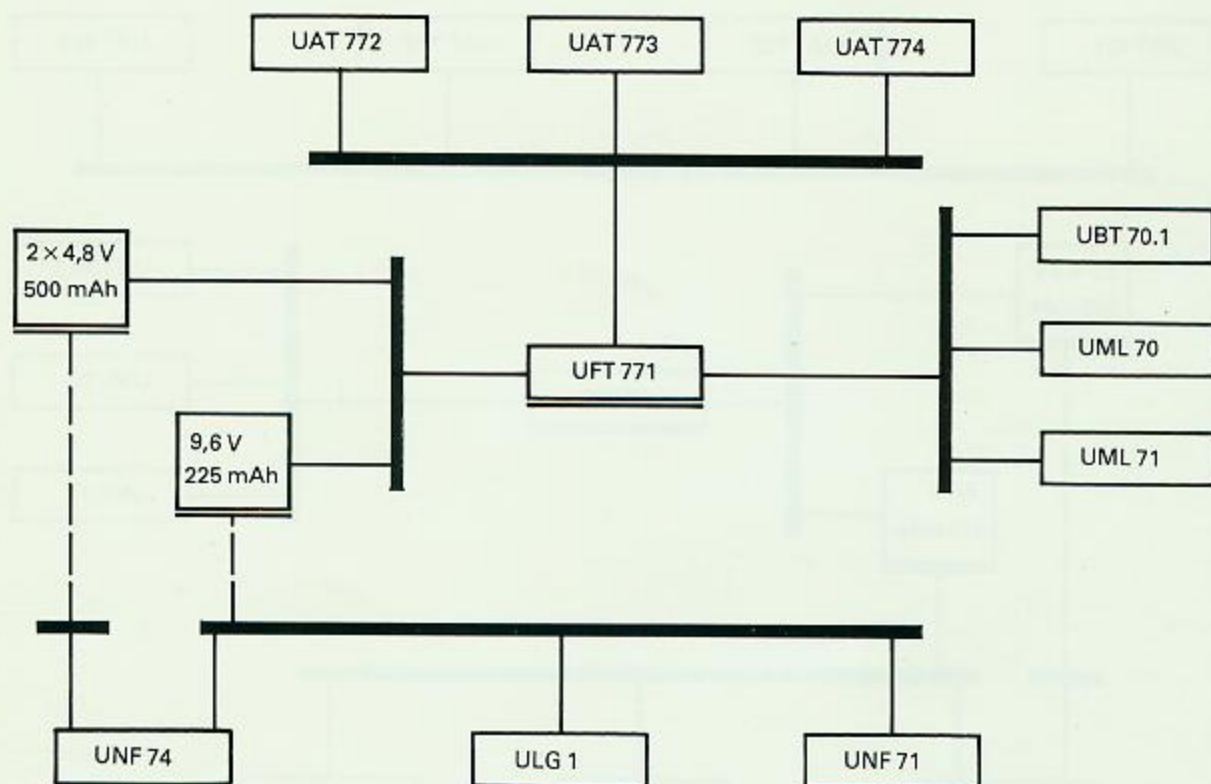 UAT 772
UAT 773
UAT 774
2 × 4,8 V
500 mAh
UBT 70.1
UML 70
UFT 771
9,6 V
225 mAh
UML 71
UNF 74
ULG 1
UNF 71